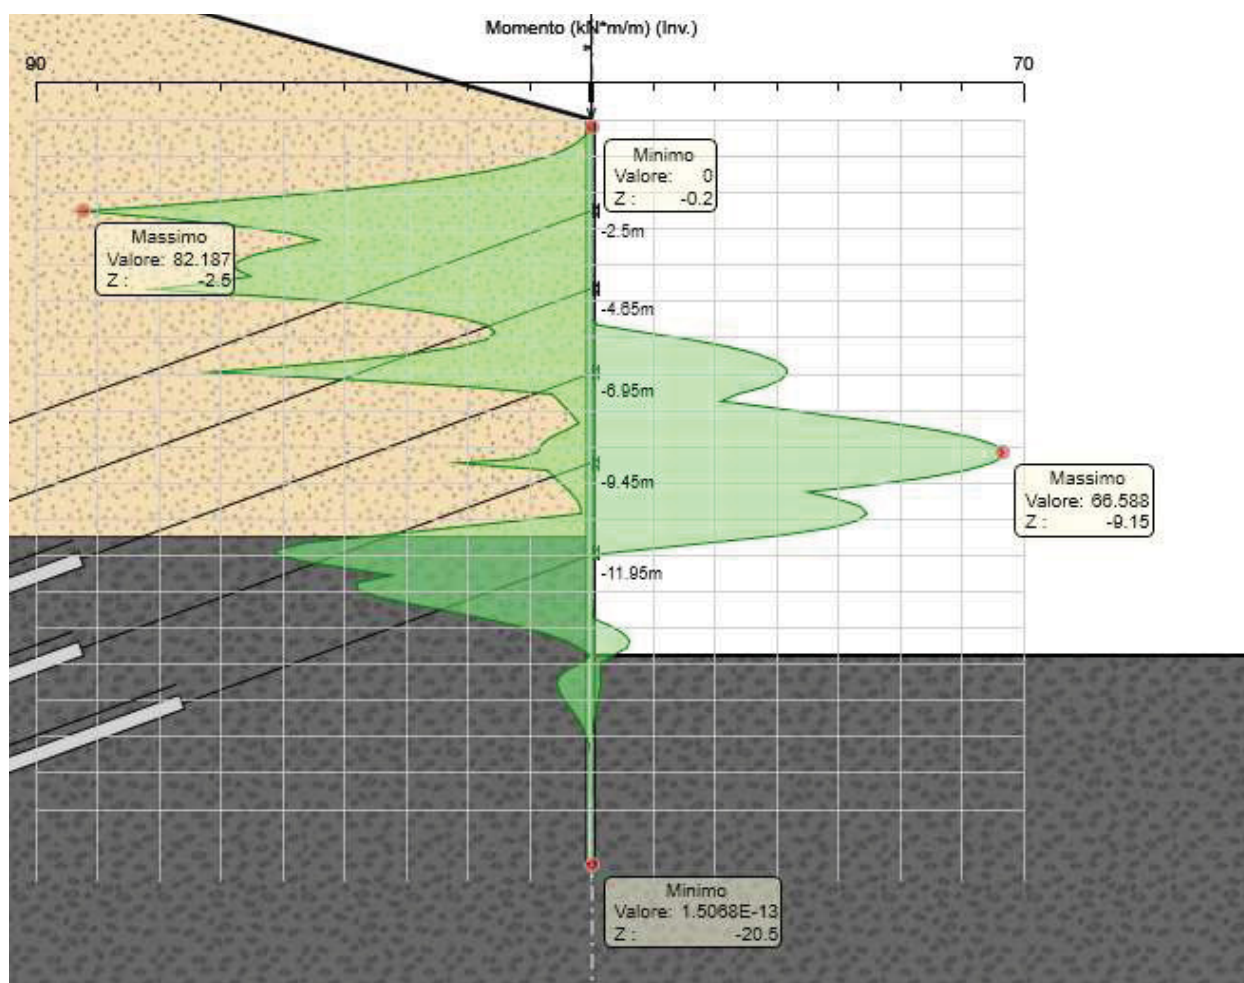 Momento (kN*m/m) (Inv.)
90
70
Minimo
Valore: 0
Z : -0.2
-2.5m
Massimo
Valore: 82.187
Z : -2.5
-4.65m
-6.95m
-9.45m
Massimo
Valore: 66.588
Z : -9.15
-11.95m
Minimo
Valore: 1.5068E-13
Z : -20.5